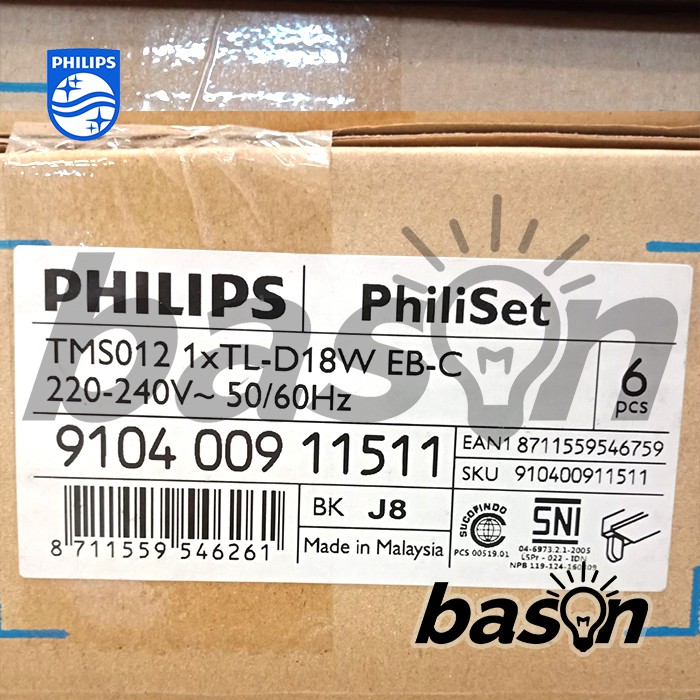 PHILIPS
PHILIPS PhiliSet
TMS012 1xTL-D18W EB-C
220-240V~ 50/60Hz
6
pcs
9104 009 11511
EAN1 8711559546759
SKU 910400911511
BK J8
Made in Malaysia
8 711559 546261
SUCOFINDO
PCS 00519.01
SNI
04-6973.2.1-2005
LSPr - 022 - IDN
NPB 119-124-160
bason
bason